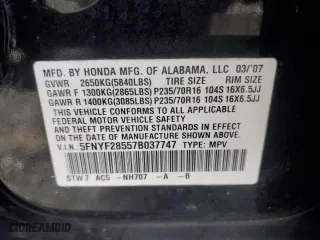 MFD. BY HONDA MFG. OF ALABAMA, LLC 03/'07
GVWR 2650KG(5840LBS) TIRE SIZE RIM SIZE
GAWR F 1300KG(2865LBS)P235/70R16 104S 16X6.5JJ
GAWR R 1400KG(3085LBS)P235/70R16 104S 16X6.5JJ
THIS VEHICLE CONFORMS TO ALL APPLICABLE
FEDERAL MOTOR VEHICLE SAFETY STANDARDS IN
EFFECT ON THE DATE OF MANUFACTURE SHOWN ABOVE.
V.I.N. 5FNYF28557B037747 TYPE: MPV
STW7 AC5 -NH707 -A -B